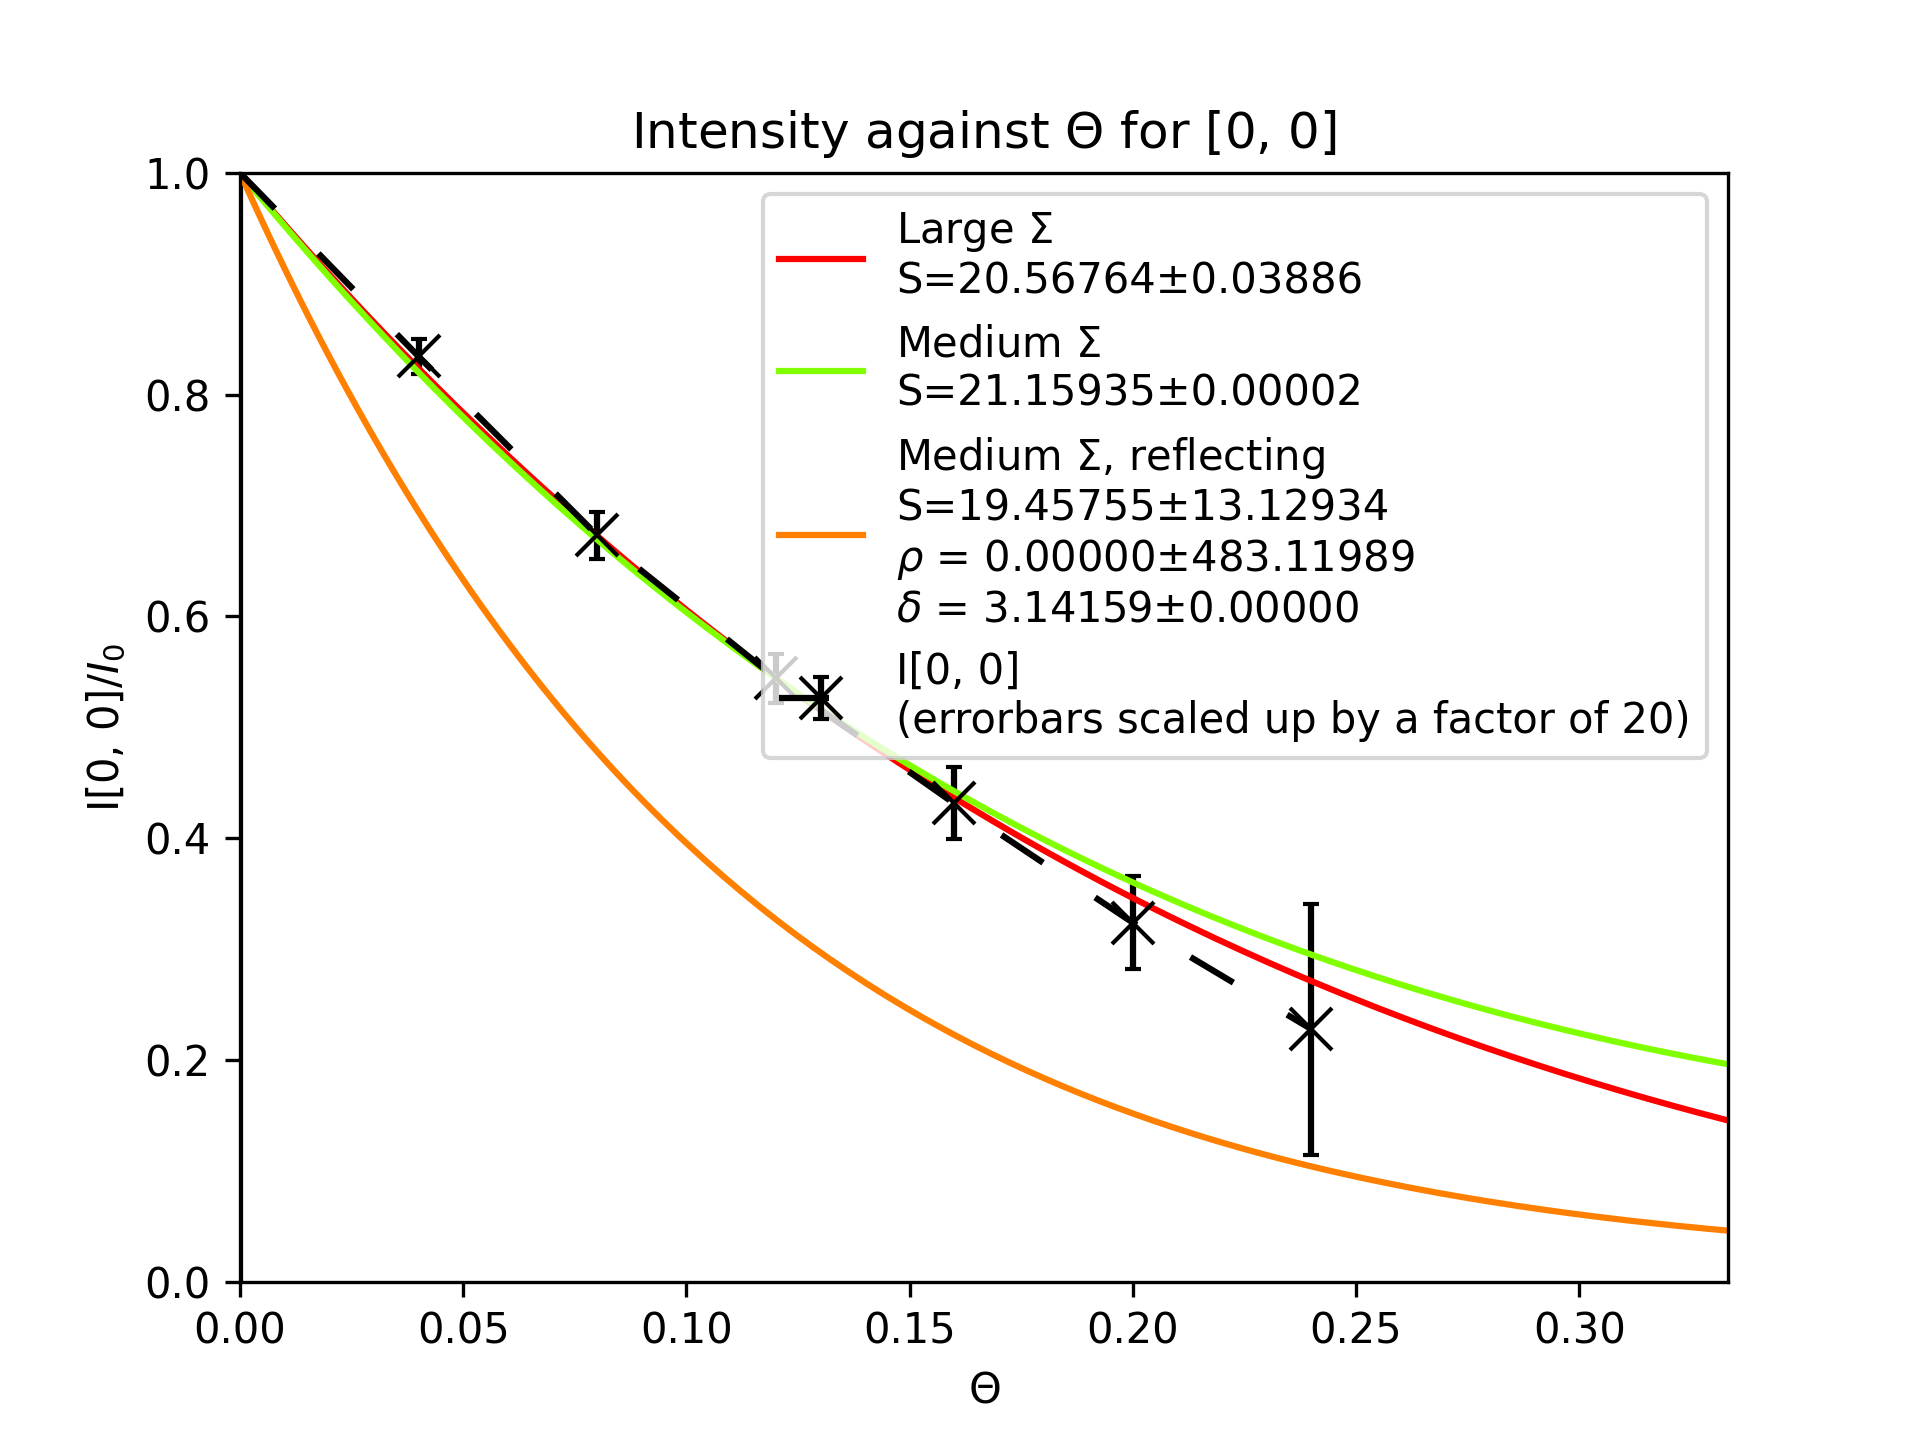 Intensity against Θ for [0, 0]
I[0, 0]/I₀
1.0
0.8
0.6
0.4
0.2
0.0
Large Σ
S=20.56764±0.03886
Medium Σ
S=21.15935±0.00002
Medium Σ, reflecting
S=19.45755±13.12934
ρ = 0.00000±483.11989
δ = 3.14159±0.00000
I[0, 0]
(errorbars scaled up by a factor of 20)
0.00 0.05 0.10 0.15 0.20 0.25 0.30
Θ